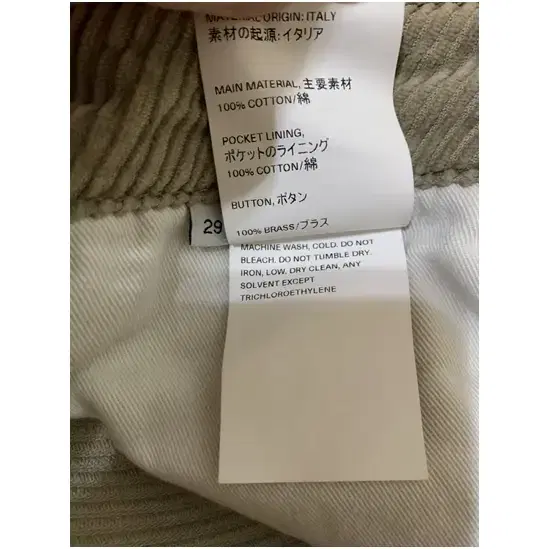 MATERIAL ORIGIN: ITALY
素材の起源: イタリア
MAIN MATERIAL, 主要素材
100% COTTON/綿
POCKET LINING,
ポケットのライニング
100% COTTON/綿
BUTTON, ボタン
29
100% BRASS/ブラス
MACHINE WASH, COLD. DO NOT
BLEACH. DO NOT TUMBLE DRY.
IRON, LOW, DRY CLEAN, ANY
SOLVENT EXCEPT
TRICHLOROETHYLENE